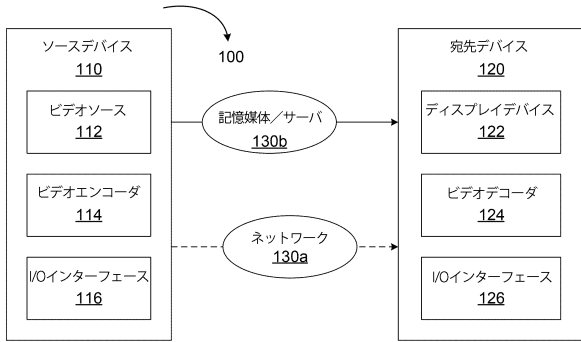 100
ソースデバイス
110
ビデオソース
112
ビデオエンコーダ
114
I/Oインターフェース
116
記憶媒体／サーバ
130b
ネットワーク
130a
宛先デバイス
120
ディスプレイデバイス
122
ビデオデコーダ
124
I/Oインターフェース
126